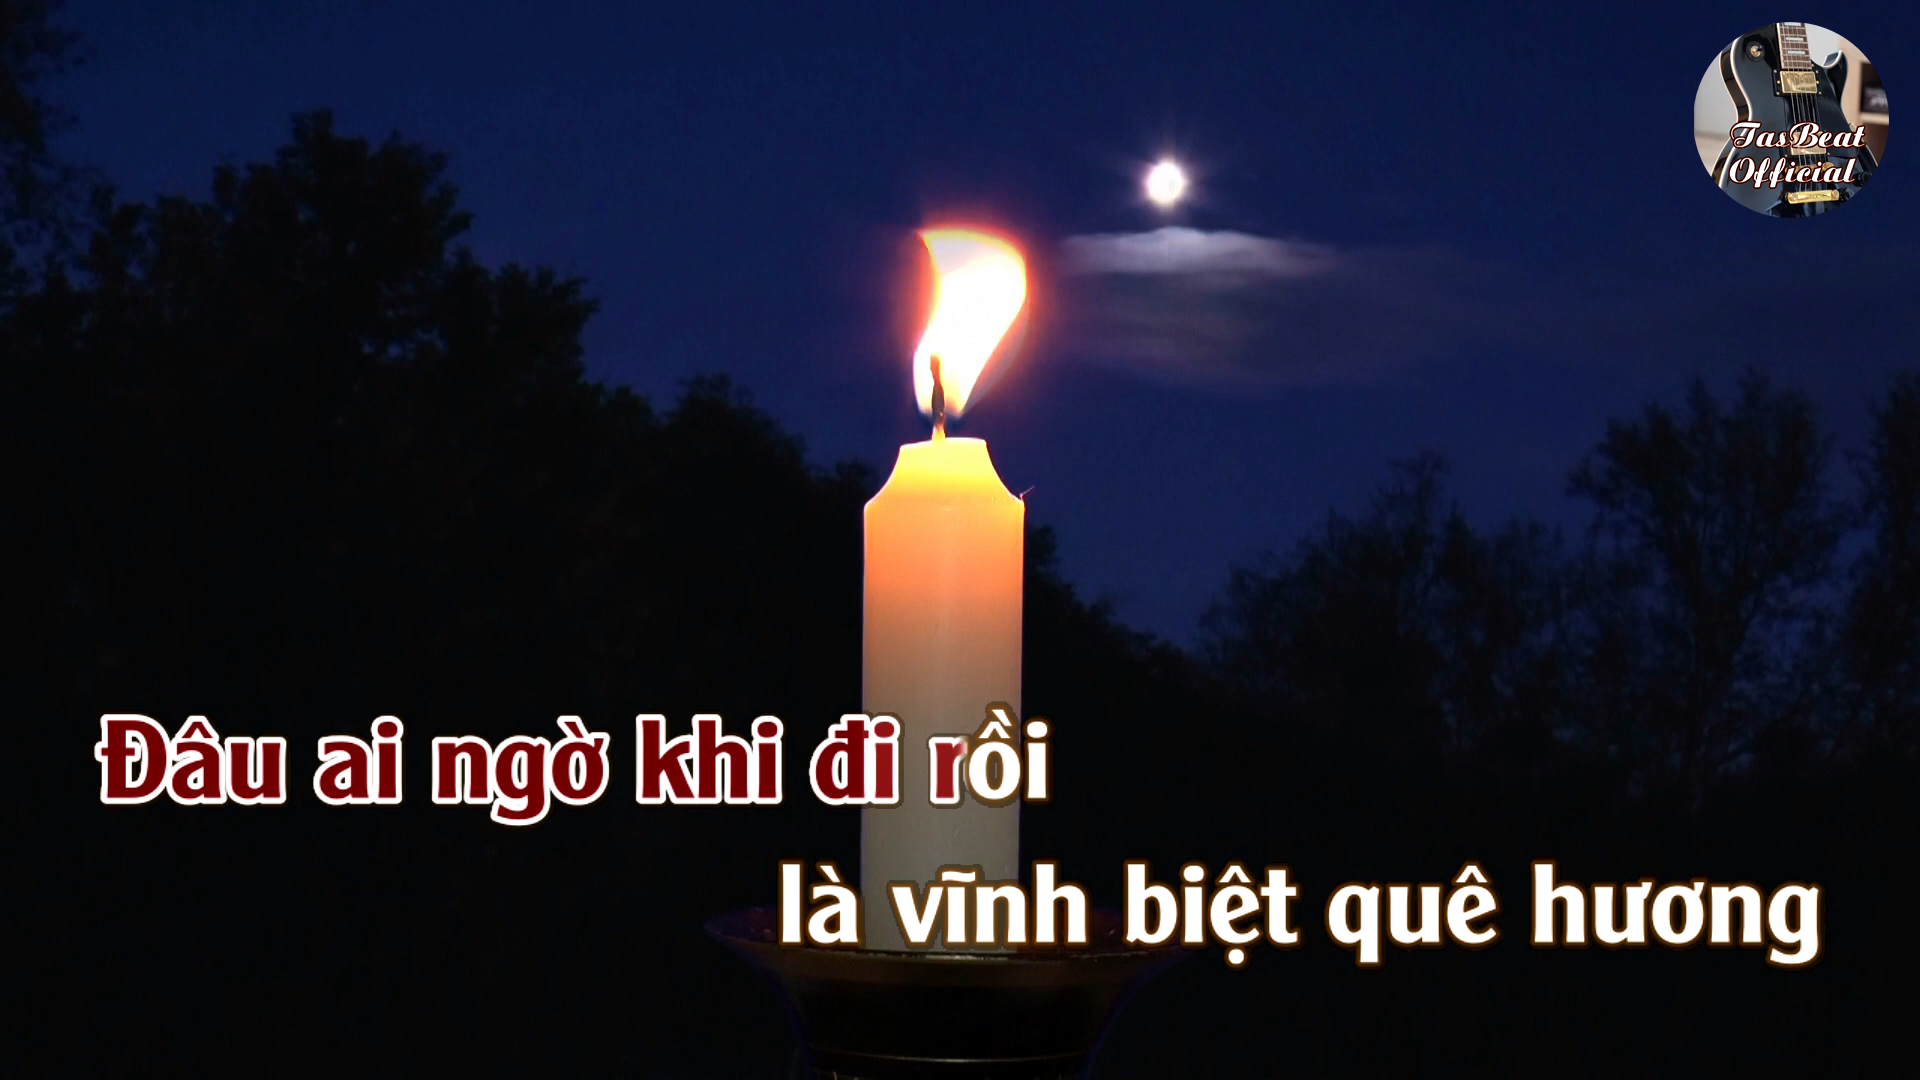 TasBeat
Official
Đâu ai ngờ khi đi rồi
là vĩnh biệt quê hương